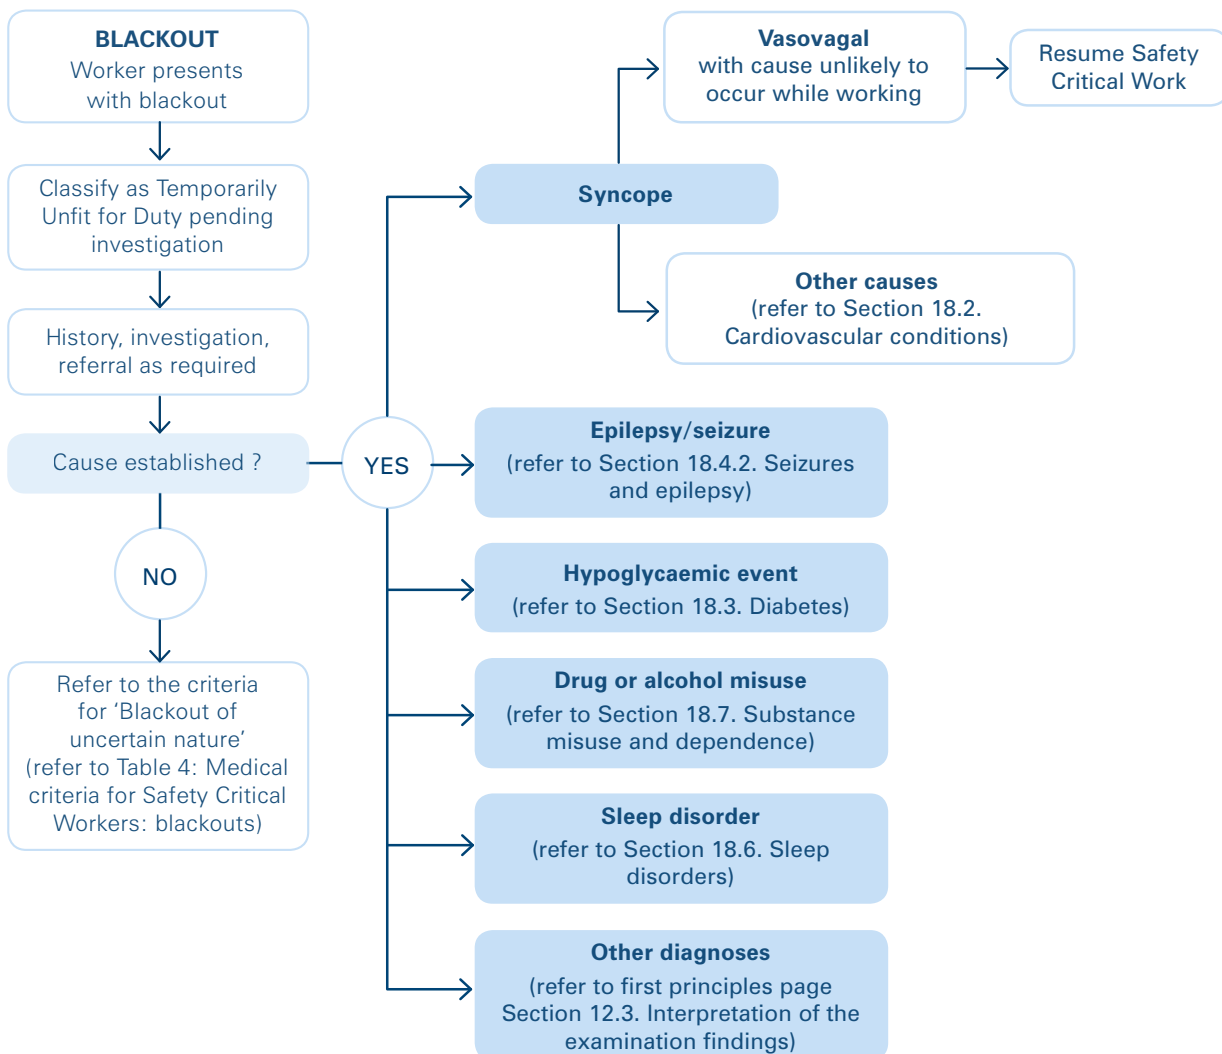 BLACKOUT
Worker presents
with blackout
Classify as Temporarily
Unfit for Duty pending
investigation
History, investigation,
referral as required
Cause established ?
NO
Refer to the criteria
for ‘Blackout of
uncertain nature’
(refer to Table 4: Medical
criteria for Safety Critical
Workers: blackouts)
YES
Syncope
Vasovagal
with cause unlikely to
occur while working
Resume Safety
Critical Work
Other causes
(refer to Section 18.2.
Cardiovascular conditions)
Epilepsy/seizure
(refer to Section 18.4.2. Seizures
and epilepsy)
Hypoglycaemic event
(refer to Section 18.3. Diabetes)
Drug or alcohol misuse
(refer to Section 18.7. Substance
misuse and dependence)
Sleep disorder
(refer to Section 18.6. Sleep
disorders)
Other diagnoses
(refer to first principles page
Section 12.3. Interpretation of the
examination findings)